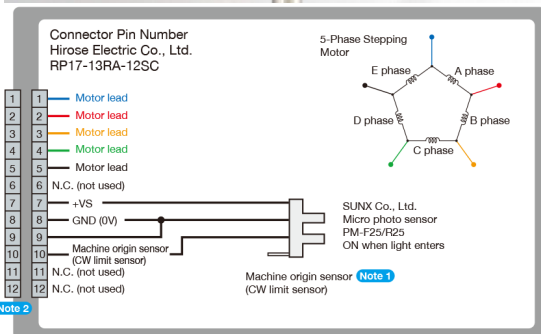 Connector Pin Number
Hirose Electric Co., Ltd.
RP17-13RA-12SC
5-Phase Stepping
Motor
E phase
A phase
D phase
B phase
C phase
1 1 Motor lead
2 2 Motor lead
3 3 Motor lead
4 4 Motor lead
5 5 Motor lead
6 6 N.C. (not used)
7 7 +VS
8 8 GND (0V)
9 9
10 10 Machine origin sensor
(CW limit sensor)
11 11 N.C. (not used)
12 12 N.C. (not used)
SUNX Co., Ltd.
Micro photo sensor
PM-F25/R25
ON when light enters
Machine origin sensor Note 1
(CW limit sensor)
Note 2